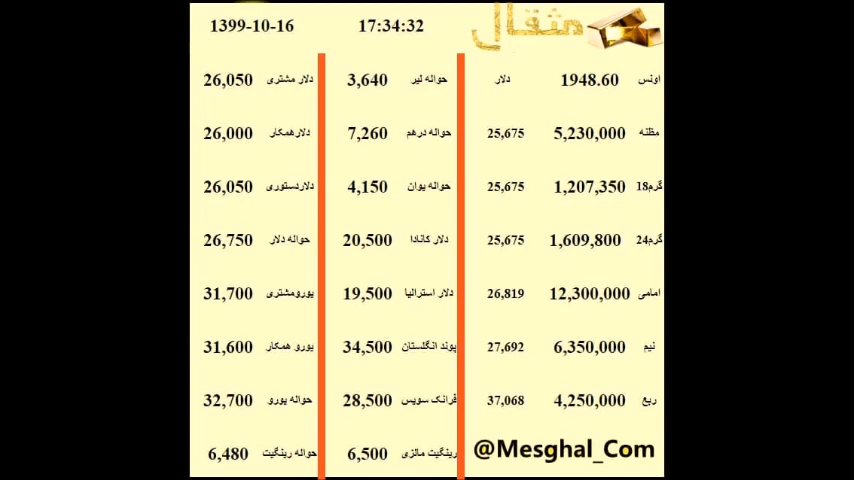 مثقال 17:34:32 1399-10-16
اونس 1948.60 دلار حواله لیر 3,640 دلار مشتری 26,050
مظنه 5,230,000 25,675 حواله درهم 7,260 دلارهمکار 26,000
گرم18 1,207,350 25,675 حواله یوان 4,150 دلاردستوری 26,050
گرم24 1,609,800 25,675 دلار کانادا 20,500 حواله دلار 26,750
امامی 12,300,000 26,819 دلار استرالیا 19,500 یورومشتری 31,700
نیم 6,350,000 27,692 پوند انگلستان 34,500 یورو همکار 31,600
ربع 4,250,000 37,068 فرانک سویس 28,500 حواله یورو 32,700
@Mesghal_Com رینگیت مالزی 6,500 حواله رینگیت 6,480